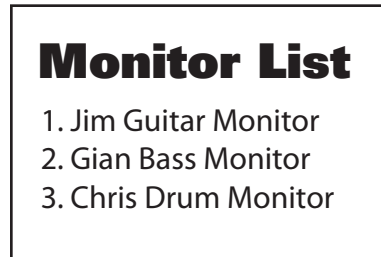 Monitor List
1. Jim Guitar Monitor
2. Gian Bass Monitor
3. Chris Drum Monitor